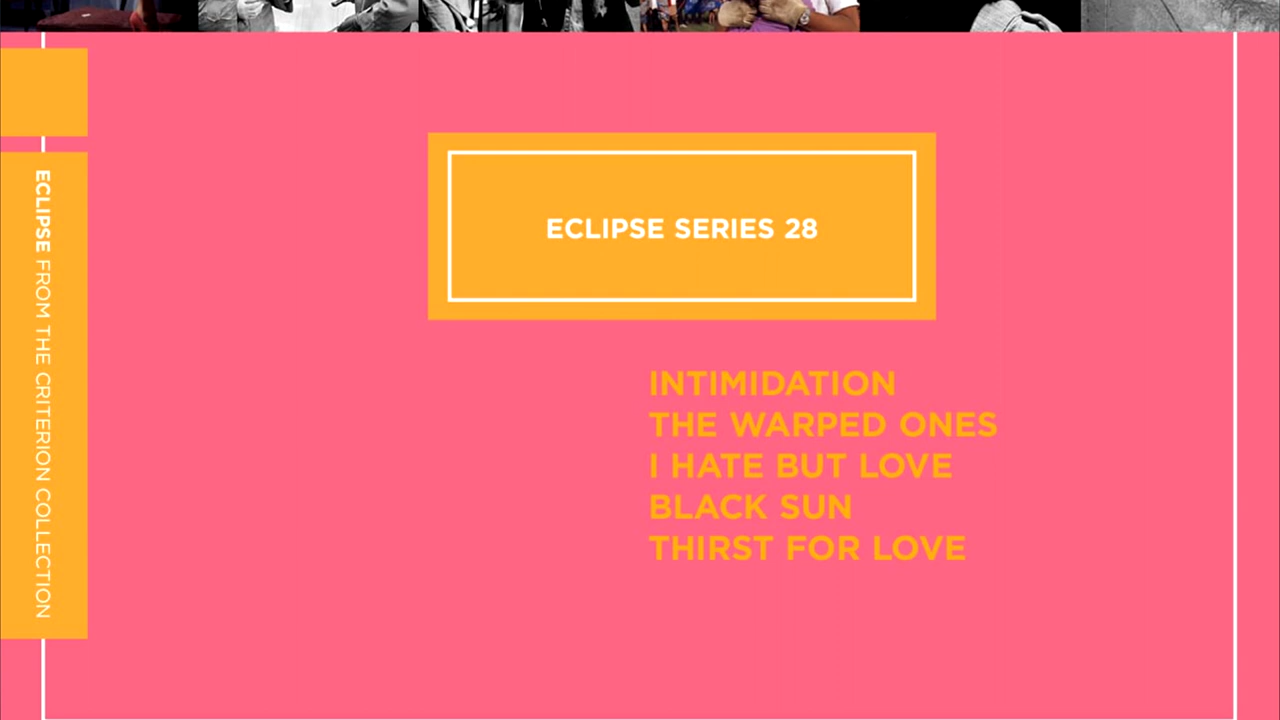 ECLIPSE FROM THE CRITERION COLLECTION
ECLIPSE SERIES 28
INTIMIDATION
THE WARPED ONES
I HATE BUT LOVE
BLACK SUN
THIRST FOR LOVE